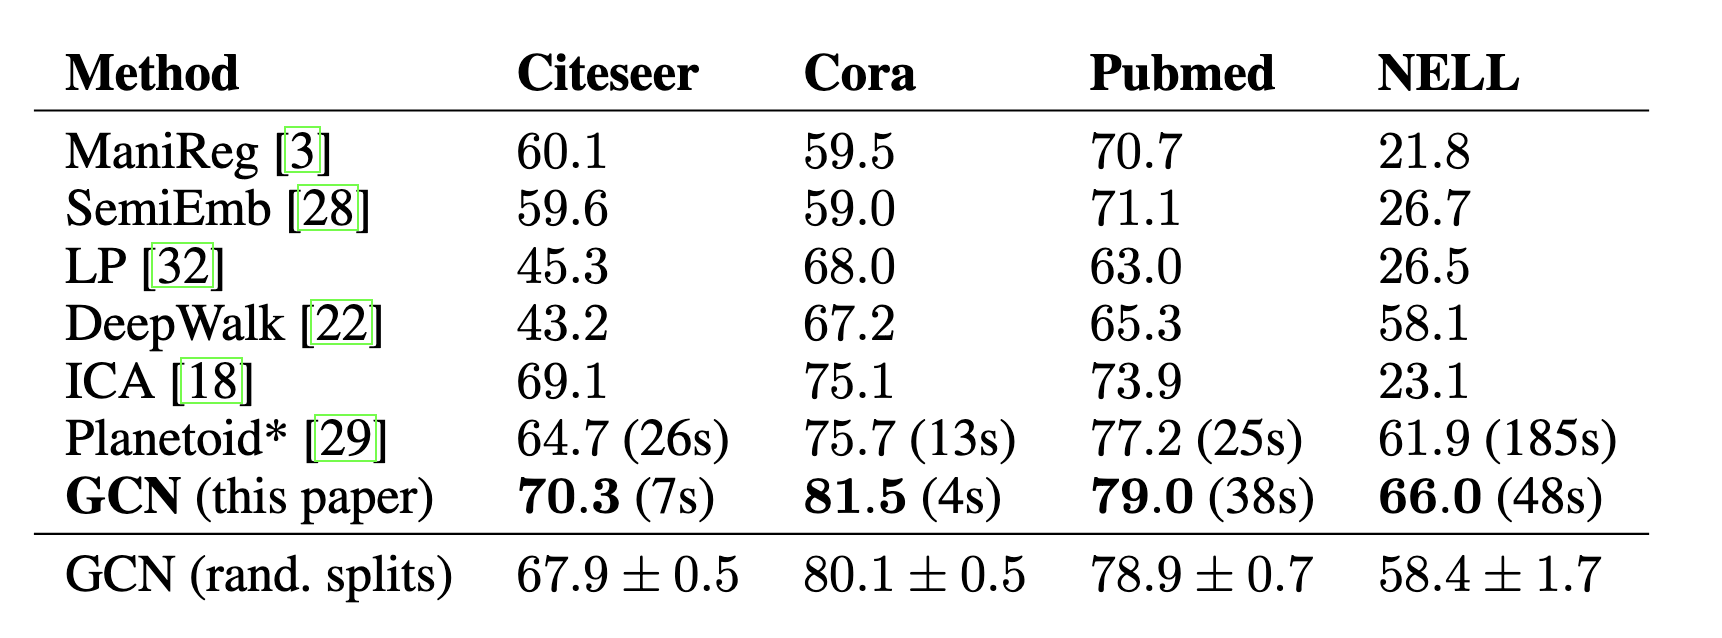 Method Citeseer Cora Pubmed NELL
ManiReg [3] 60.1 59.5 70.7 21.8
SemiEmb [28] 59.6 59.0 71.1 26.7
LP [32] 45.3 68.0 63.0 26.5
DeepWalk [22] 43.2 67.2 65.3 58.1
ICA [18] 69.1 75.1 73.9 23.1
Planetoid* [29] 64.7 (26s) 75.7 (13s) 77.2 (25s) 61.9 (185s)
GCN (this paper) 70.3 (7s) 81.5 (4s) 79.0 (38s) 66.0 (48s)
GCN (rand. splits) 67.9 ± 0.5 80.1 ± 0.5 78.9 ± 0.7 58.4 ± 1.7